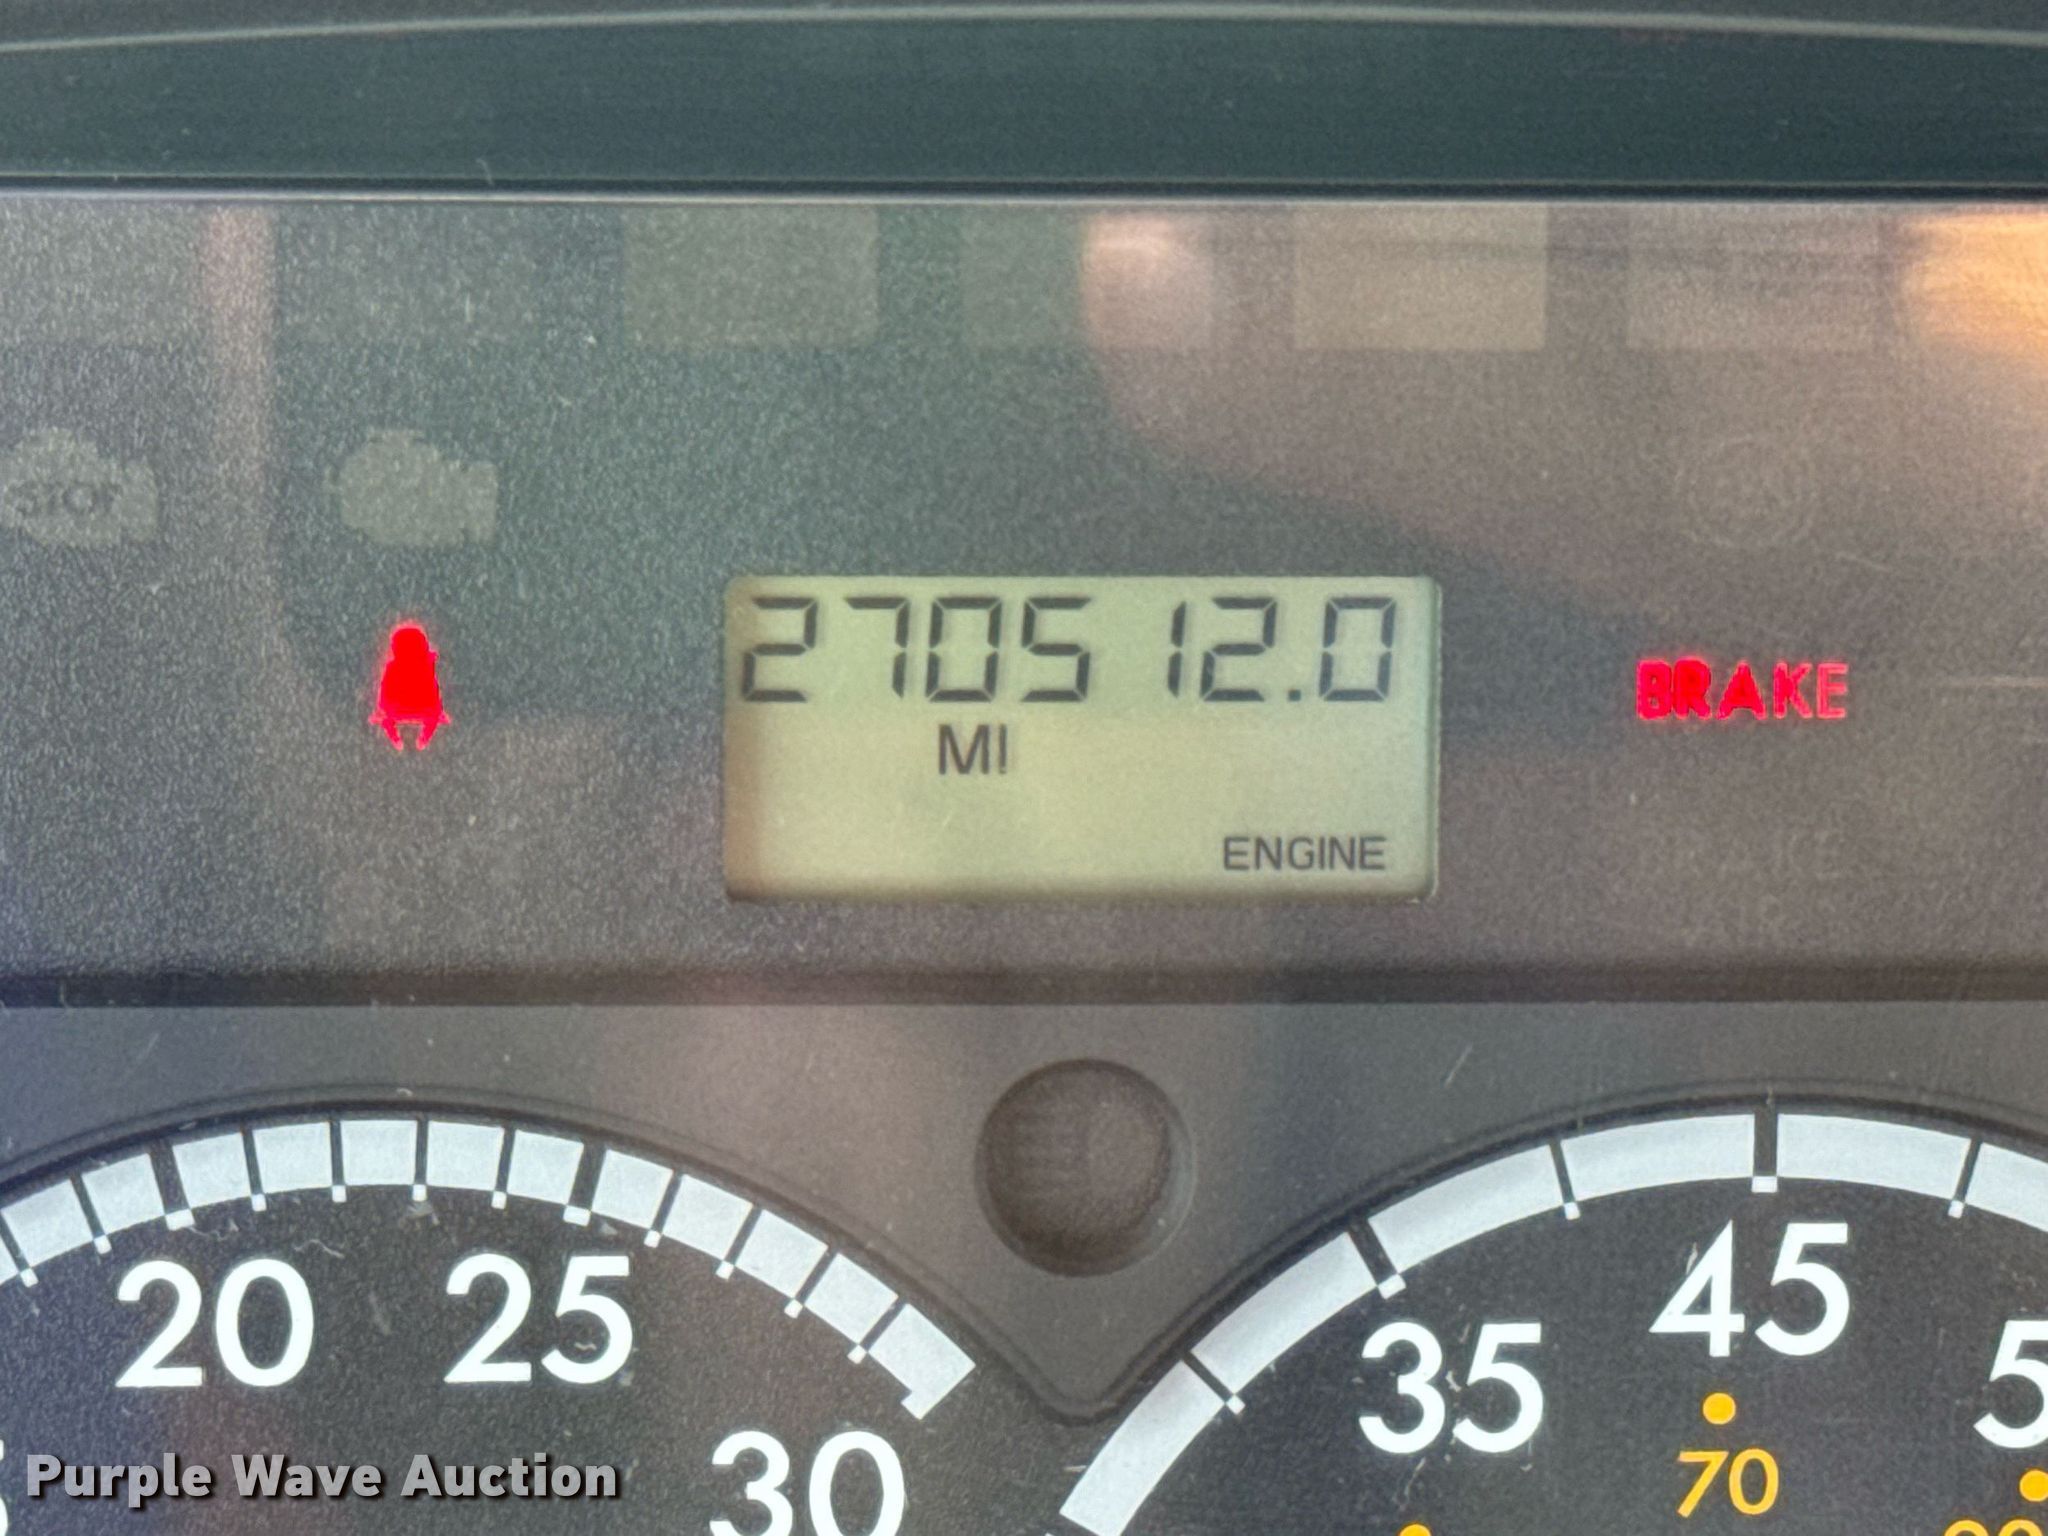 STOP
270512.0
MI
BRAKE
ENGINE
20
25
30
35
45
70
Purple Wave Auction